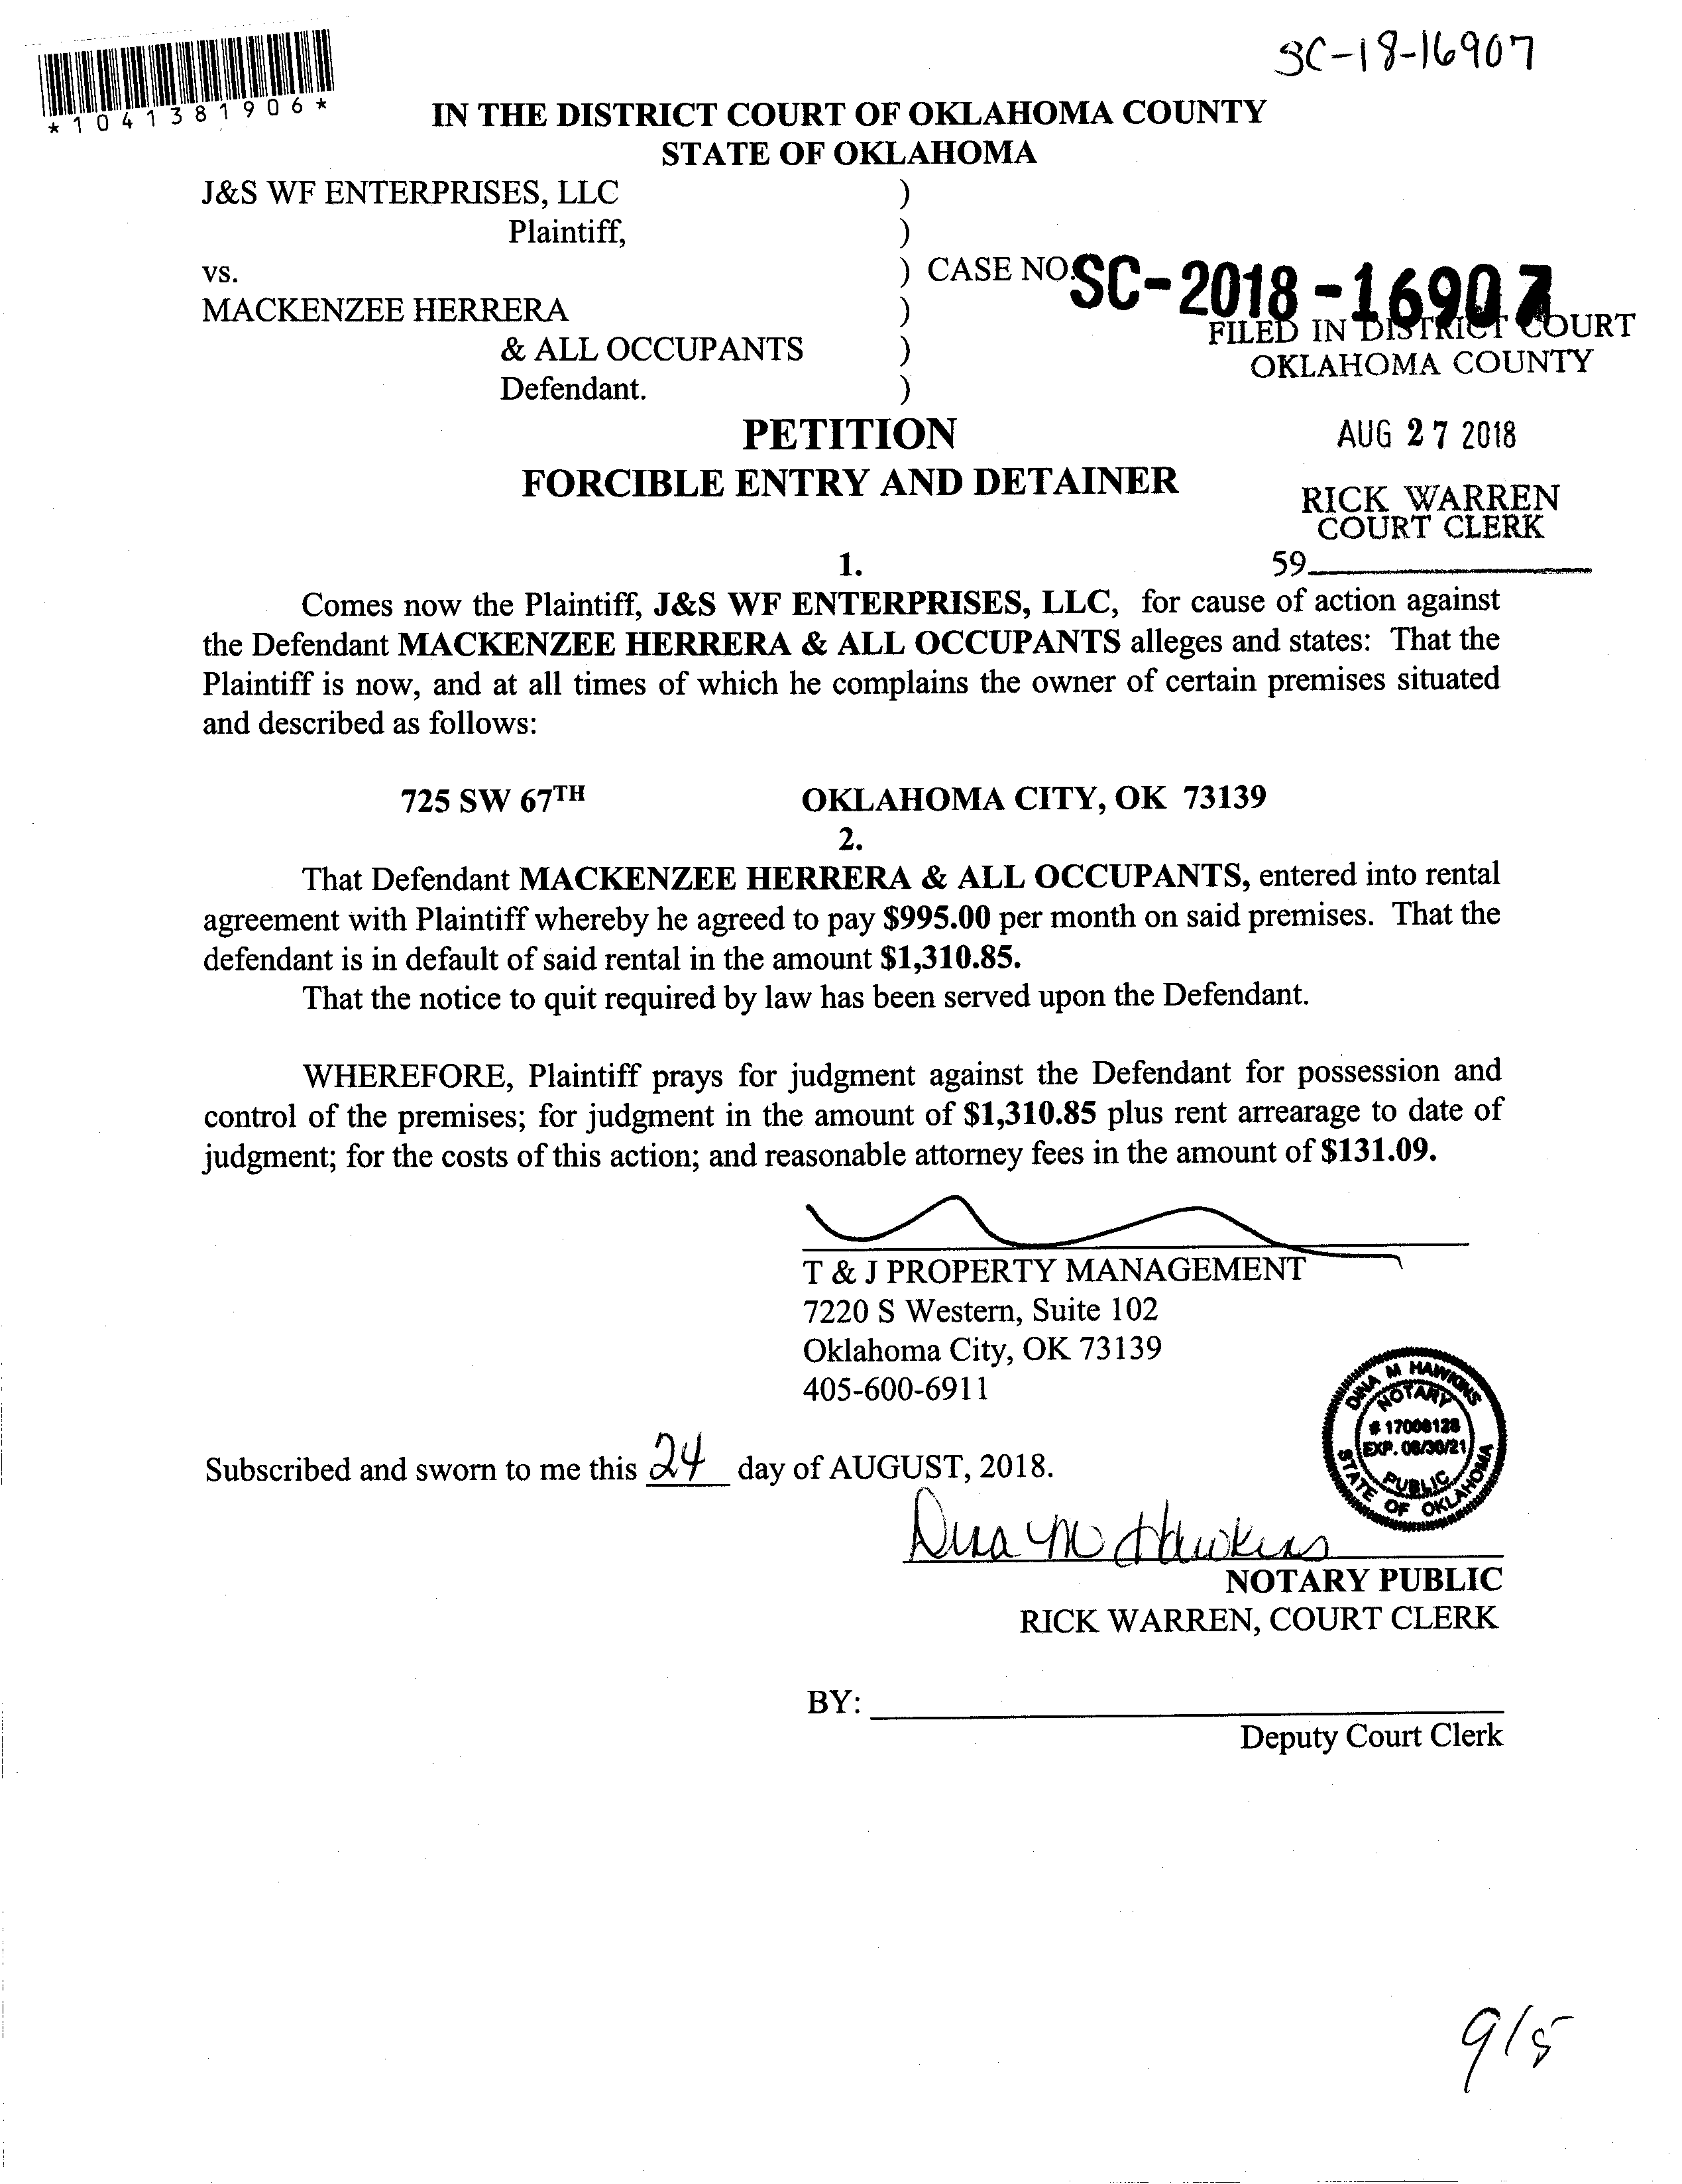 SC-18-16907
*1041381906*
IN THE DISTRICT COURT OF OKLAHOMA COUNTY
STATE OF OKLAHOMA
J&S WF ENTERPRISES, LLC )
Plaintiff, )
vs. ) CASE NO. SC-2018-16907
MACKENZEE HERRERA )
& ALL OCCUPANTS )
Defendant. )
FILED IN DISTRICT COURT
OKLAHOMA COUNTY
AUG 27 2018
RICK WARREN
COURT CLERK
59
PETITION
FORCIBLE ENTRY AND DETAINER
1.
Comes now the Plaintiff, J&S WF ENTERPRISES, LLC, for cause of action against
the Defendant MACKENZEE HERRERA & ALL OCCUPANTS alleges and states: That the
Plaintiff is now, and at all times of which he complains the owner of certain premises situated
and described as follows:
725 SW 67TH OKLAHOMA CITY, OK 73139
2.
That Defendant MACKENZEE HERRERA & ALL OCCUPANTS, entered into rental
agreement with Plaintiff whereby he agreed to pay $995.00 per month on said premises. That the
defendant is in default of said rental in the amount $1,310.85.
That the notice to quit required by law has been served upon the Defendant.
WHEREFORE, Plaintiff prays for judgment against the Defendant for possession and
control of the premises; for judgment in the amount of $1,310.85 plus rent arrearage to date of
judgment; for the costs of this action; and reasonable attorney fees in the amount of $131.09.
T & J PROPERTY MANAGEMENT
7220 S Western, Suite 102
Oklahoma City, OK 73139
405-600-6911
DINA M HAWKINS
NOTARY
# 17008128
EXP. 08/30/21
PUBLIC
STATE OF OKLAHOMA
Subscribed and sworn to me this 24 day of AUGUST, 2018.
Dina M Hawkins
NOTARY PUBLIC
RICK WARREN, COURT CLERK
BY:
Deputy Court Clerk
9/5